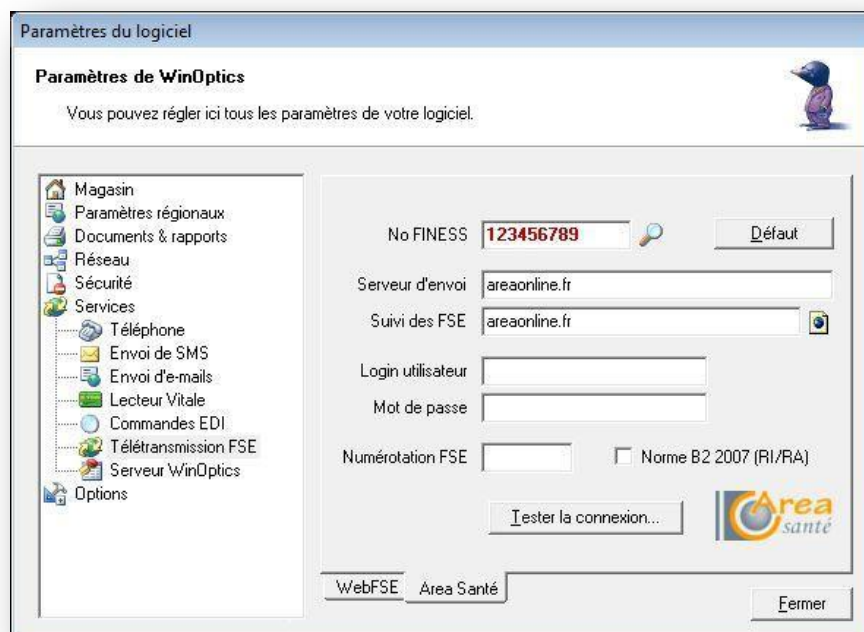 Paramètres du logiciel
Paramètres de WinOptics
Vous pouvez régler ici tous les paramètres de votre logiciel.
Magasin
Paramètres régionaux
Documents & rapports
Réseau
Sécurité
Services
Téléphone
Envoi de SMS
Envoi d'e-mails
Lecteur Vitale
Commandes EDI
Télétransmission FSE
Serveur WinOptics
Options
No FINESS 123456789 Défaut
Serveur d'envoi areaonline.fr
Suivi des FSE areaonline.fr
Login utilisateur
Mot de passe
Numérotation FSE Norme B2 2007 (RI/RA)
Tester la connexion...
Area
santé
WebFSE Area Santé
Fermer